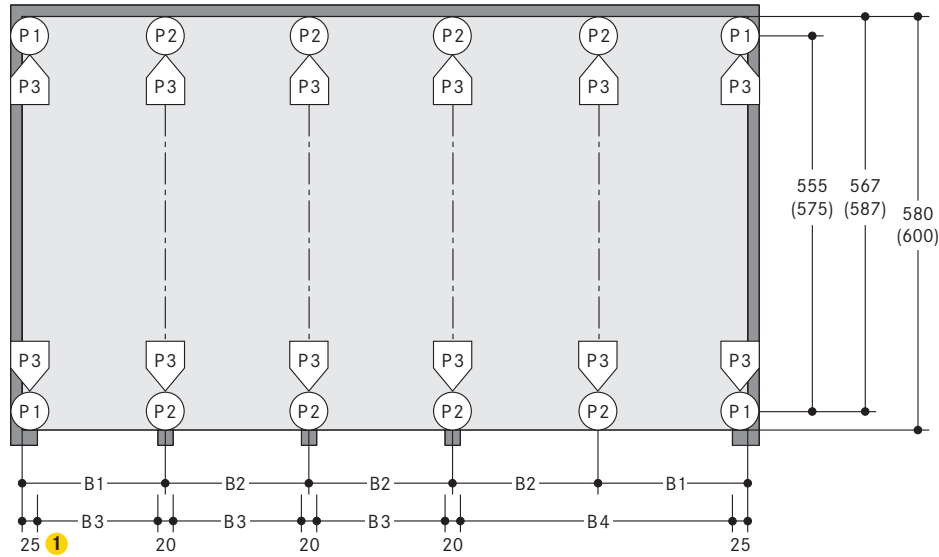 P1 P2 P2 P2 P2 P1
P3 P3 P3 P3 P3 P3
555 567
(575) (587) 580
(600)
P3 P3 P3 P3 P3 P3
P1 P2 P2 P2 P2 P1
B1 B2 B2 B2 B1
B3 B3 B3 B4
25 1 20 20 20 25